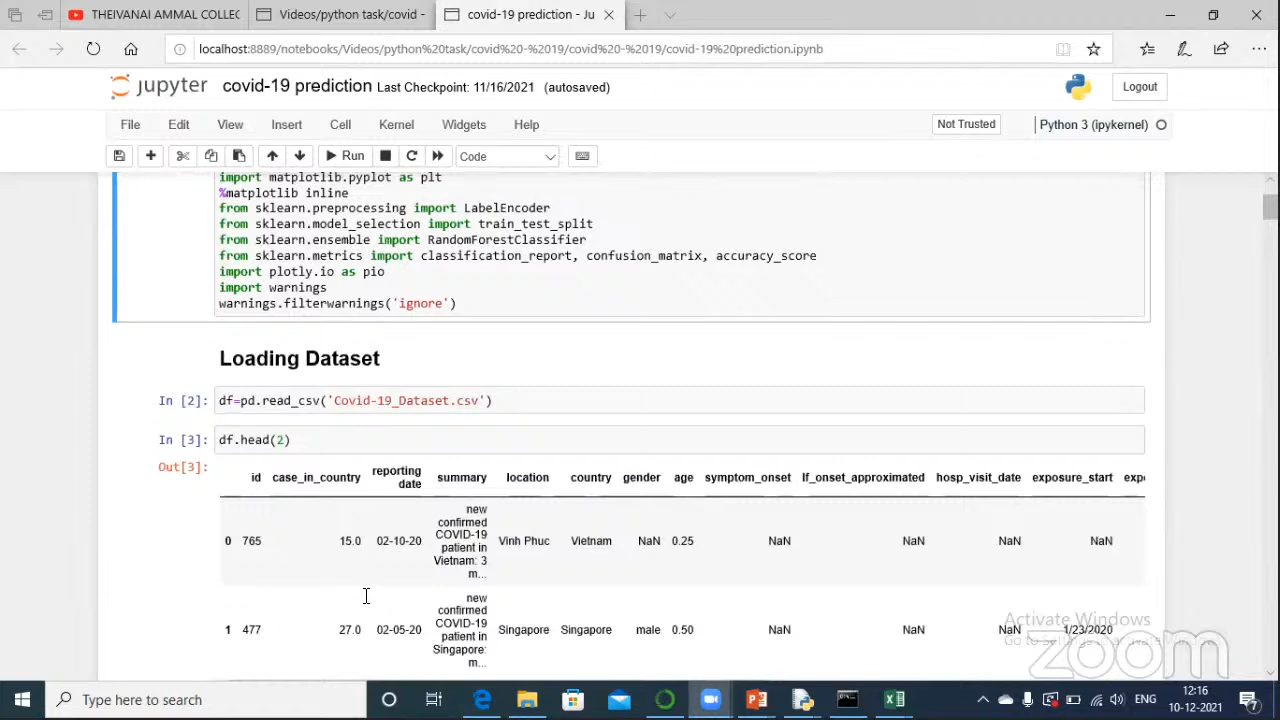 THEIVANAI AMMAL COLLEC
Videos/python task/covid -
covid-19 prediction - Ju
localhost:8889/notebooks/Videos/python%20task/covid%20-%2019/covid%20-%2019/covid-19%20prediction.ipynb
jupyter covid-19 prediction Last Checkpoint: 11/16/2021 (autosaved)
Logout
File Edit View Insert Cell Kernel Widgets Help
Not Trusted
Python 3 (ipykernel)
Run
Code
import matplotlib.pyplot as plt
%matplotlib inline
from sklearn.preprocessing import LabelEncoder
from sklearn.model_selection import train_test_split
from sklearn.ensemble import RandomForestClassifier
from sklearn.metrics import classification_report, confusion_matrix, accuracy_score
import plotly.io as pio
import warnings
warnings.filterwarnings('ignore')
Loading Dataset
In [2]: df=pd.read_csv('Covid-19_Dataset.csv')
In [3]: df.head(2)
Out[3]:
id case_in_country reporting date summary location country gender age symptom_onset If_onset_approximated hosp_visit_date exposure_start expo
0 765 15.0 02-10-20 new confirmed COVID-19 patient in Vietnam: 3 m... Vinh Phuc Vietnam NaN 0.25 NaN NaN NaN NaN
1 477 27.0 02-05-20 new confirmed COVID-19 patient in Singapore: m... Singapore Singapore male 0.50 NaN NaN NaN 1/23/2020
Activate Windows
zoom
Type here to search
ENG
12:16
10-12-2021
7